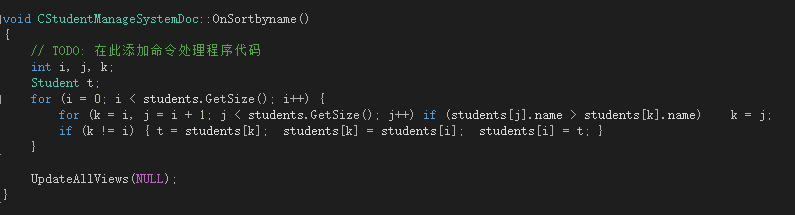 void CStudentManageSystemDoc::OnSortbyname()
{
// TODO: 在此添加命令处理程序代码
int i, j, k;
Student t;
for (i = 0; i < students.GetSize(); i++) {
for (k = i, j = i + 1; j < students.GetSize(); j++) if (students[j].name > students[k].name)    k = j;
if (k != i) { t = students[k];  students[k] = students[i];  students[i] = t; }
}
UpdateAllViews(NULL);
}